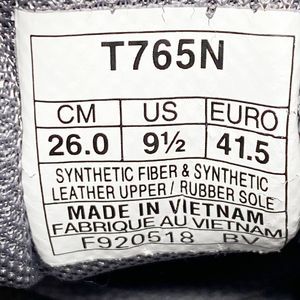 T765N
CM US EURO
26.0 9½ 41.5
SYNTHETIC FIBER & SYNTHETIC
LEATHER UPPER / RUBBER SOLE
MADE IN VIETNAM
FABRIQUE AU VIETNAM
F920518 BV